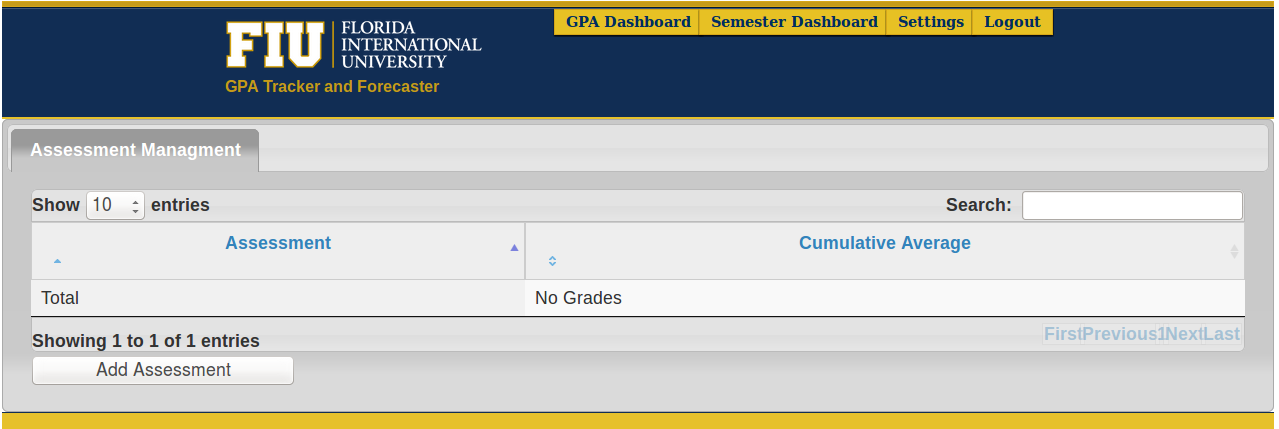 GPA Dashboard Semester Dashboard Settings Logout
FIU FLORIDA
INTERNATIONAL
UNIVERSITY
GPA Tracker and Forecaster
Assessment Managment
Show 10 entries Search:
Assessment Cumulative Average
Total No Grades
Showing 1 to 1 of 1 entries FirstPrevious1NextLast
Add Assessment